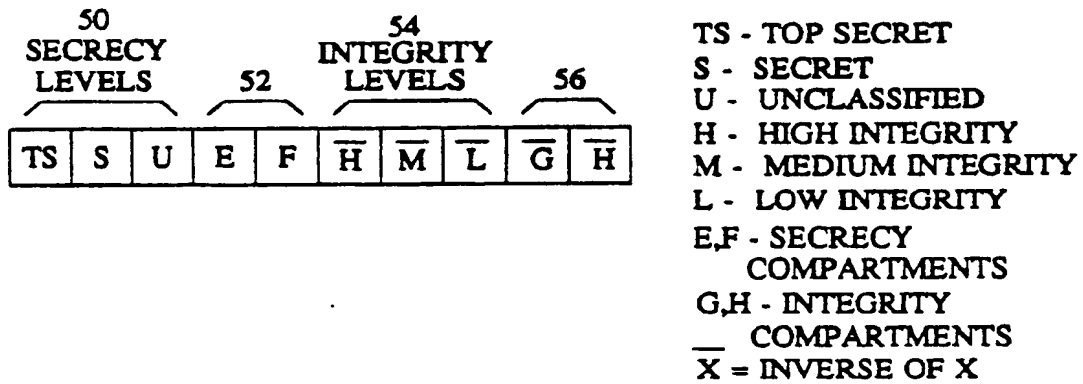 50
SECRECY
LEVELS
52
54
INTEGRITY
LEVELS
56
TS S U E F H̅ M̅ L̅ G̅ H̅
TS - TOP SECRET
S - SECRET
U - UNCLASSIFIED
H - HIGH INTEGRITY
M - MEDIUM INTEGRITY
L - LOW INTEGRITY
E,F - SECRECY
COMPARTMENTS
G,H - INTEGRITY
COMPARTMENTS
X̅ = INVERSE OF X